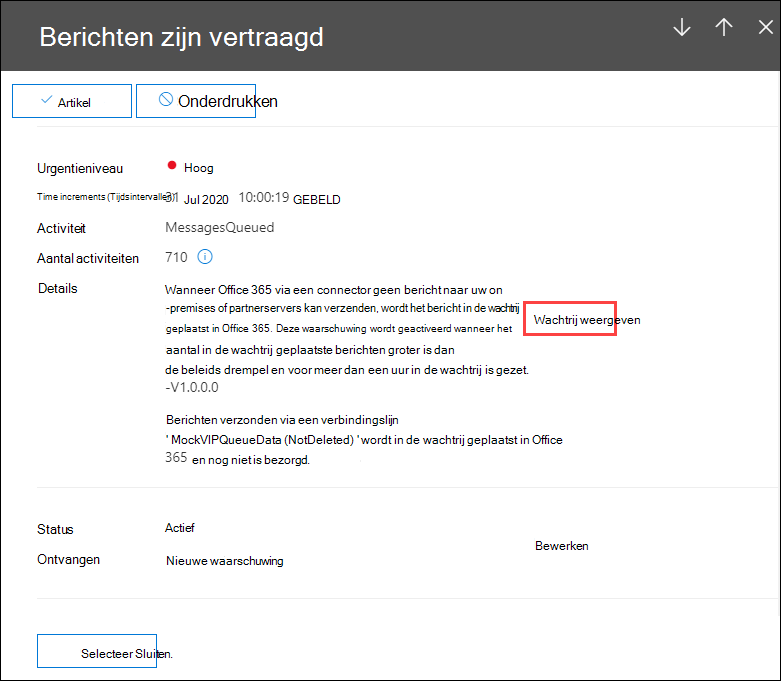 Berichten zijn vertraagd
Artikel
Onderdrukken
Urgentieniveau Hoog
Time increments (Tijdsintervallen) 31 Jul 2020 10:00:19 GEBELD
Activiteit MessagesQueued
Aantal activiteiten 710
Details Wanneer Office 365 via een connector geen bericht naar uw on
-premises of partnerservers kan verzenden, wordt het bericht in de wachtrij
Wachtrij weergeven
geplaatst in Office 365. Deze waarschuwing wordt geactiveerd wanneer het
aantal in de wachtrij geplaatste berichten groter is dan
de beleids drempel en voor meer dan een uur in de wachtrij is gezet.
-V1.0.0.0
Berichten verzonden via een verbindingslijn
' MockVIPQueueData (NotDeleted) ' wordt in de wachtrij geplaatst in Office
365 en nog niet is bezorgd.
Status Actief
Bewerken
Ontvangen Nieuwe waarschuwing
Selecteer Sluiten.